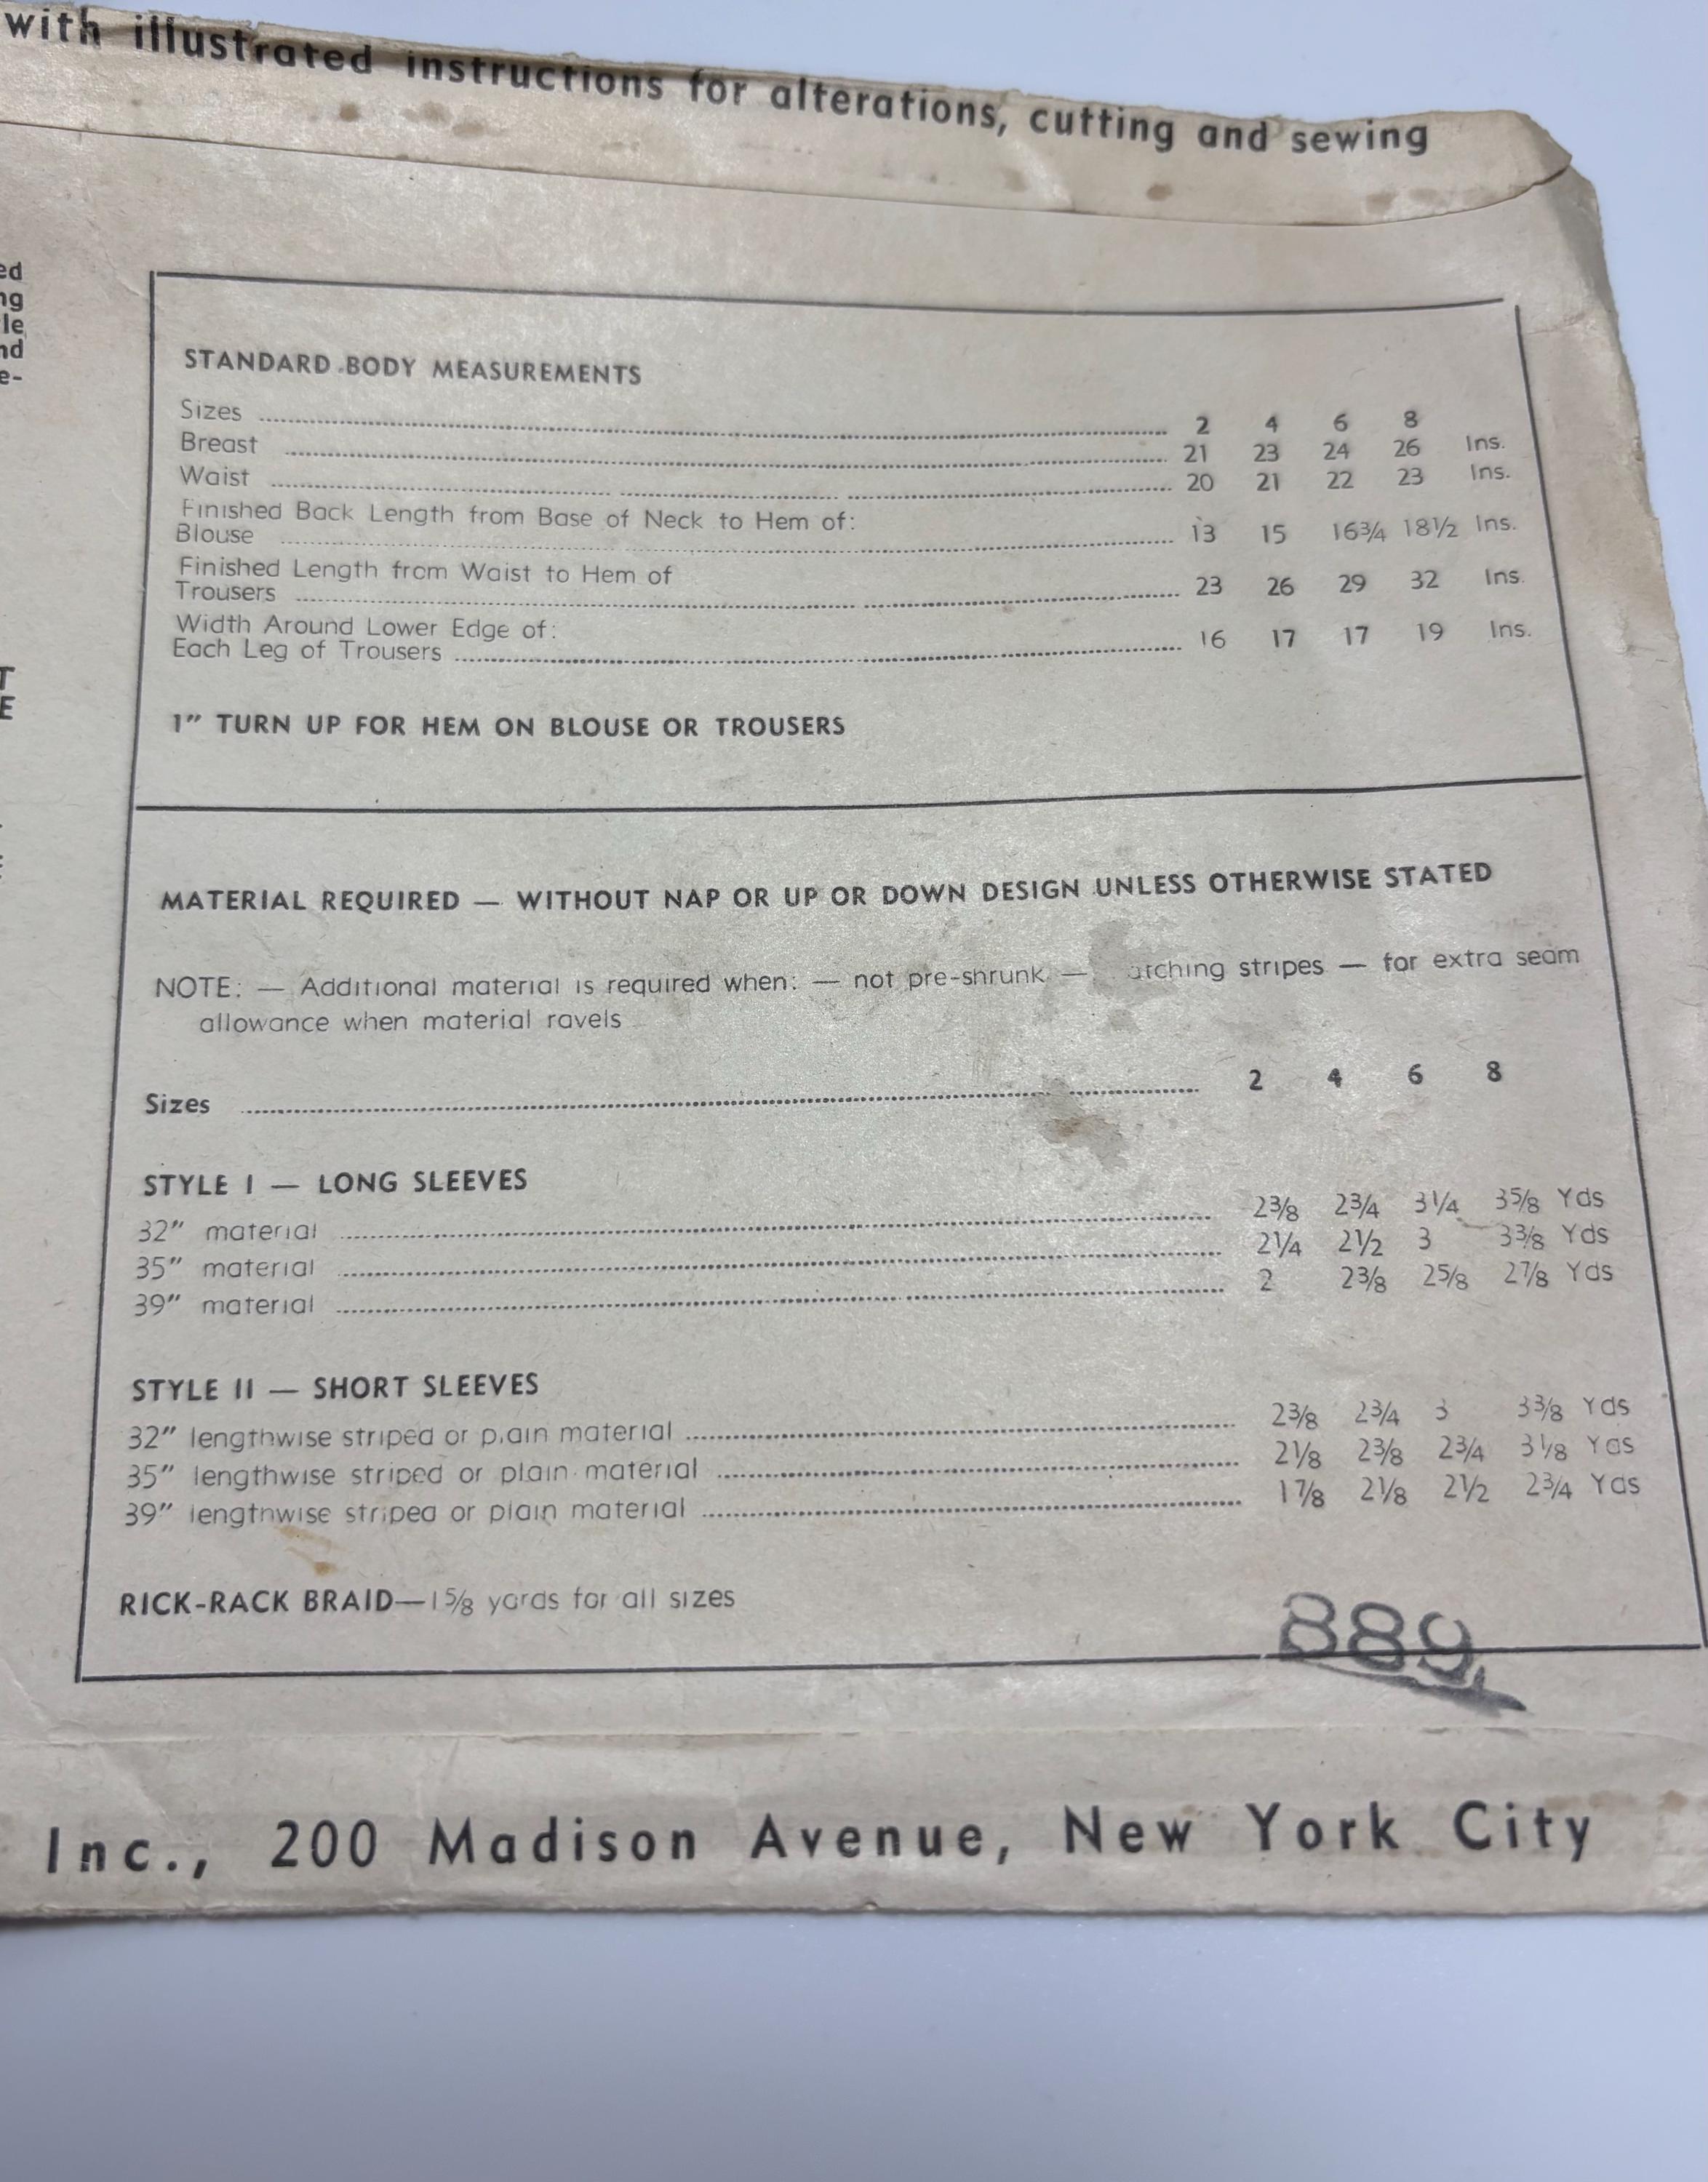 with illustrated instructions for alterations, cutting and sewing
ed
ng
le
nd
e-
T
E
STANDARD BODY MEASUREMENTS
Sizes 2 4 6 8
Breast 21 23 24 26 Ins.
Waist 20 21 22 23 Ins.
Finished Back Length from Base of Neck to Hem of:
Blouse 13 15 16¾ 18½ Ins.
Finished Length from Waist to Hem of
Trousers 23 26 29 32 Ins.
Width Around Lower Edge of:
Each Leg of Trousers 16 17 17 19 Ins.
1" TURN UP FOR HEM ON BLOUSE OR TROUSERS
MATERIAL REQUIRED — WITHOUT NAP OR UP OR DOWN DESIGN UNLESS OTHERWISE STATED
NOTE: — Additional material is required when: — not pre-shrunk — atching stripes — for extra seam
allowance when material ravels
Sizes 2 4 6 8
STYLE I — LONG SLEEVES
32" material 2⅜ 2¾ 3¼ 3⅝ Yds
35" material 2¼ 2½ 3 3⅜ Yds
39" material 2 2⅜ 2⅝ 2⅞ Yds
STYLE II — SHORT SLEEVES
32" lengthwise striped or plain material 2⅜ 2¾ 3 3⅜ Yds
35" lengthwise striped or plain material 2⅛ 2⅜ 2¾ 3⅛ Yds
39" lengthwise striped or plain material 1⅞ 2⅛ 2½ 2¾ Yds
RICK-RACK BRAID—1⅝ yards for all sizes
889
Inc., 200 Madison Avenue, New York City